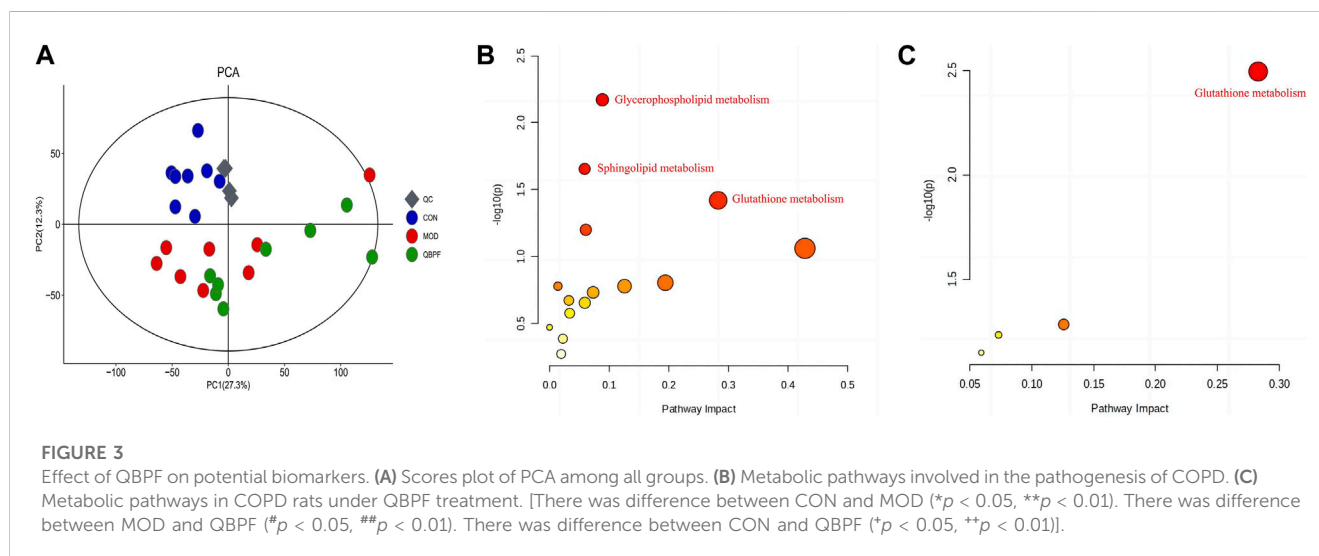 A
PCA
50
0
−50
PC2(12.3%)
−100
−50
0
50
100
PC1(27.3%)
QC
CON
MOD
QBPF
B
2.5
2.0
1.5
1.0
0.5
-log10(p)
Glycerophospholipid metabolism
Sphingolipid metabolism
Glutathione metabolism
0.0
0.1
0.2
0.3
0.4
0.5
Pathway Impact
C
2.5
2.0
1.5
-log10(p)
Glutathione metabolism
0.05
0.10
0.15
0.20
0.25
0.30
Pathway Impact
FIGURE 3
Effect of QBPF on potential biomarkers. (A) Scores plot of PCA among all groups. (B) Metabolic pathways involved in the pathogenesis of COPD. (C)
Metabolic pathways in COPD rats under QBPF treatment. [There was difference between CON and MOD (*p < 0.05, **p < 0.01). There was difference
between MOD and QBPF (#p < 0.05, ##p < 0.01). There was difference between CON and QBPF (+p < 0.05, ++p < 0.01)].